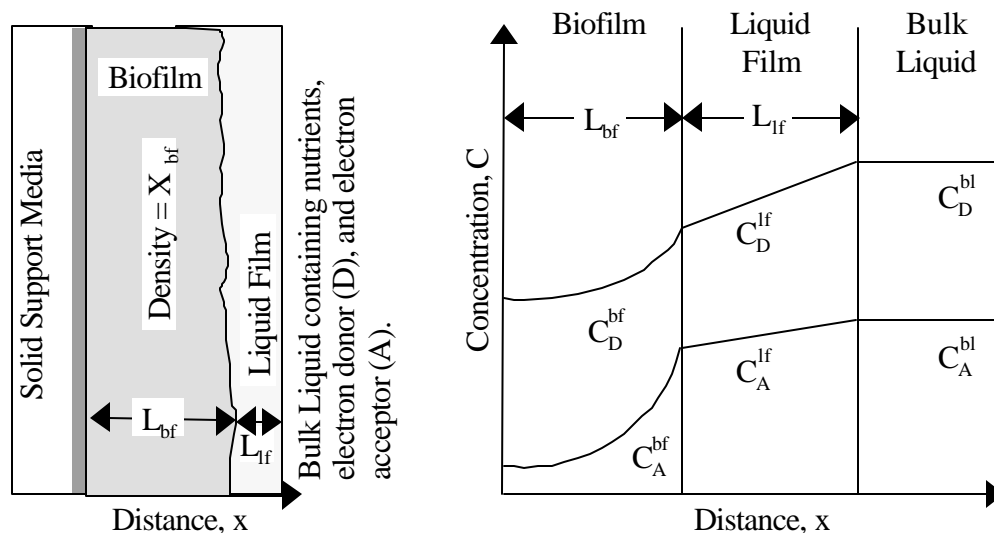 Solid Support Media
Biofilm
Density = X_bf
Liquid Film
L_bf
L_lf
Bulk Liquid containing nutrients,
electron donor (D), and electron
acceptor (A).
Distance, x
Concentration, C
Biofilm
Liquid
Film
Bulk
Liquid
L_bf
L_lf
C_D^lf
C_D^bl
C_D^bf
C_A^lf
C_A^bl
C_A^bf
Distance, x